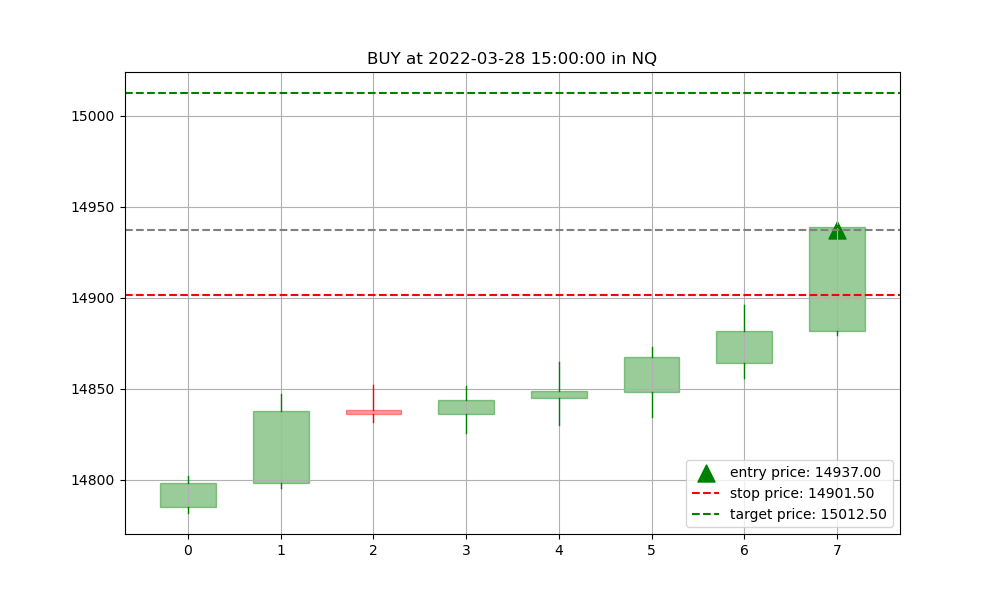 BUY at 2022-03-28 15:00:00 in NQ
15000
14950
14900
14850
14800
entry price: 14937.00
stop price: 14901.50
target price: 15012.50
0 1 2 3 4 5 6 7